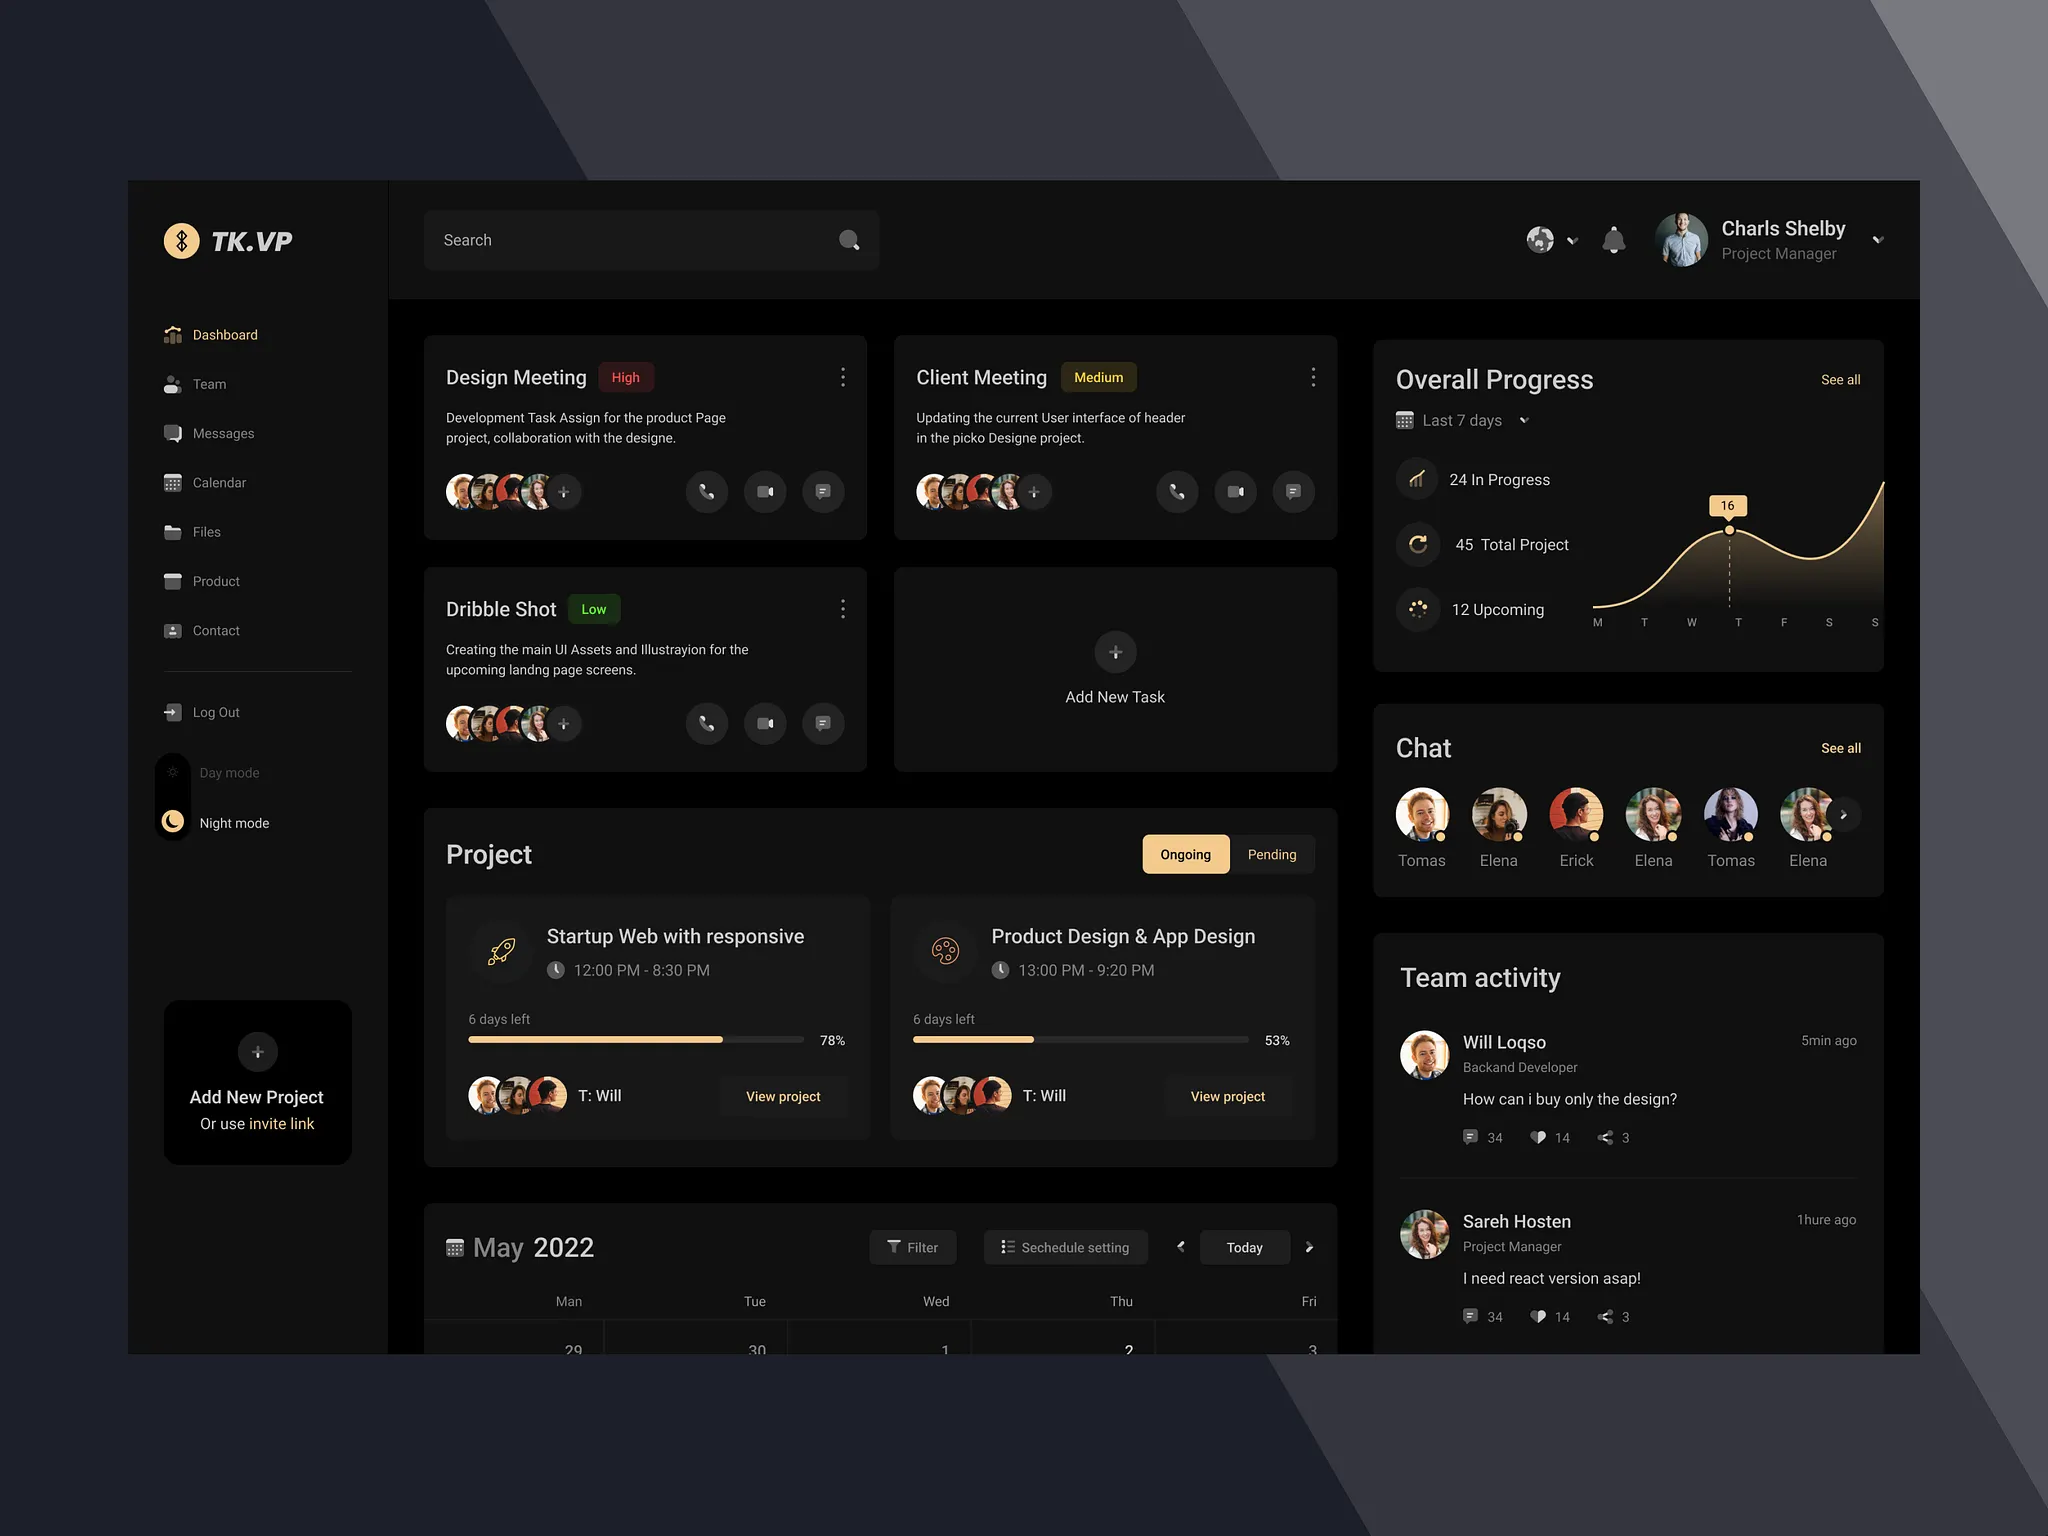 TK.VP
Dashboard
Team
Messages
Calendar
Files
Product
Contact
Log Out
Day mode
Night mode
Add New Project
Or use invite link
Search
Charls Shelby
Project Manager
Design Meeting High
Development Task Assign for the product Page
project, collaboration with the designe.
Client Meeting Medium
Updating the current User interface of header
in the picko Designe project.
Dribble Shot Low
Creating the main UI Assets and Illustrayion for the
upcoming landng page screens.
Add New Task
Project
Ongoing Pending
Startup Web with responsive
12:00 PM - 8:30 PM
6 days left
78%
T: Will
View project
Product Design & App Design
13:00 PM - 9:20 PM
6 days left
53%
T: Will
View project
May 2022
Filter
Sechedule setting
Today
Man Tue Wed Thu Fri
29 30 1 2 3
Overall Progress
See all
Last 7 days
24 In Progress
45 Total Project
12 Upcoming
16
M T W T F S S
Chat
See all
Tomas Elena Erick Elena Tomas Elena
Team activity
Will Loqso
5min ago
Backand Developer
How can i buy only the design?
34 14 3
Sareh Hosten
1hure ago
Project Manager
I need react version asap!
34 14 3